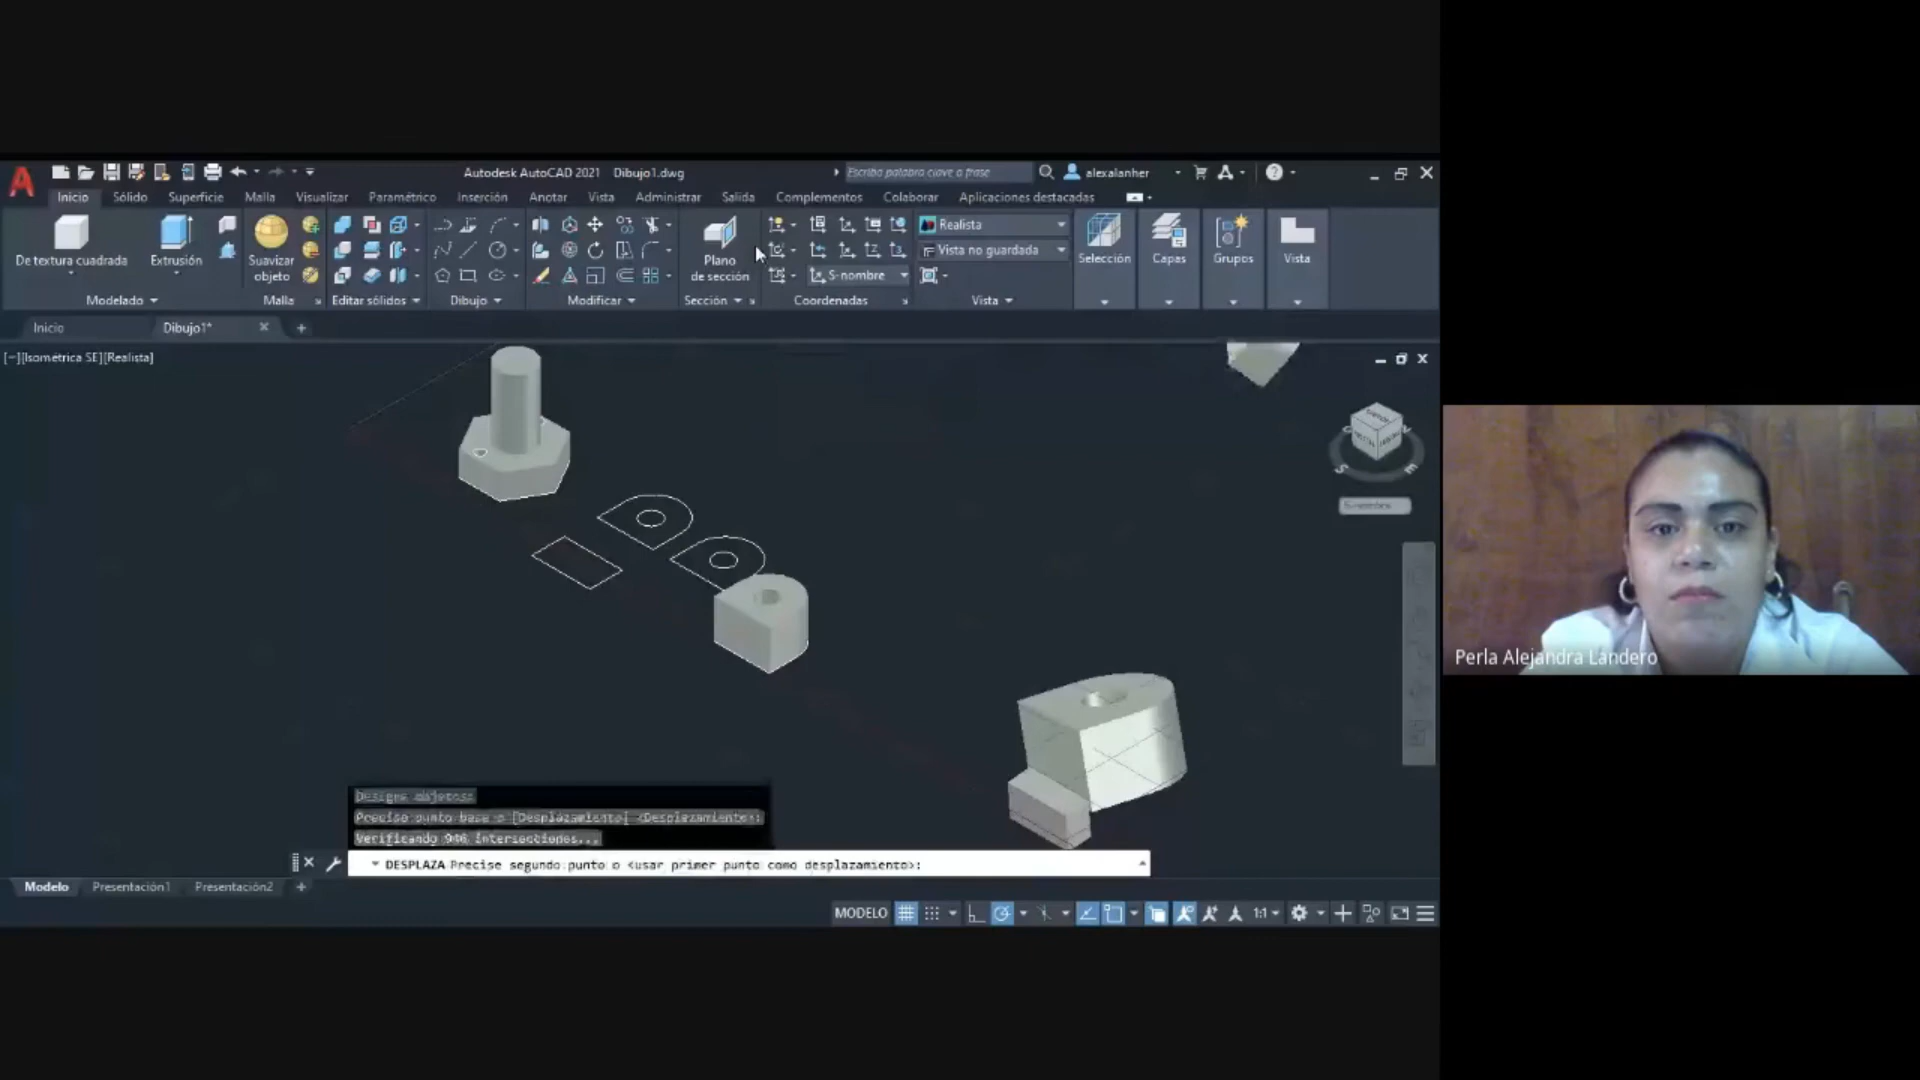 Autodesk AutoCAD 2021 Dibujo1.dwg
Escriba palabra clave o frase
alexalanher
Inicio Sólido Superficie Malla Visualizar Paramétrico Inserción Anotar Vista Administrar Salida Complementos Colaborar Aplicaciones destacadas
De textura cuadrada
Extrusión
Suavizar objeto
Plano de sección
Realista
Vista no guardada
S-nombre
Selección
Capas
Grupos
Vista
Modelado
Malla
Editar sólidos
Dibujo
Modificar
Sección
Coordenadas
Vista
Inicio
Dibujo1*
[−][Isométrica SE][Realista]
S
E
Perla Alejandra Landero
Designe objetos:
Precise punto base o [Desplazamiento] <Desplazamiento>:
Verificando 946 intersecciones...
DESPLAZA Precise segundo punto o <usar primer punto como desplazamiento>:
Modelo Presentación1 Presentación2 +
MODELO
1:1